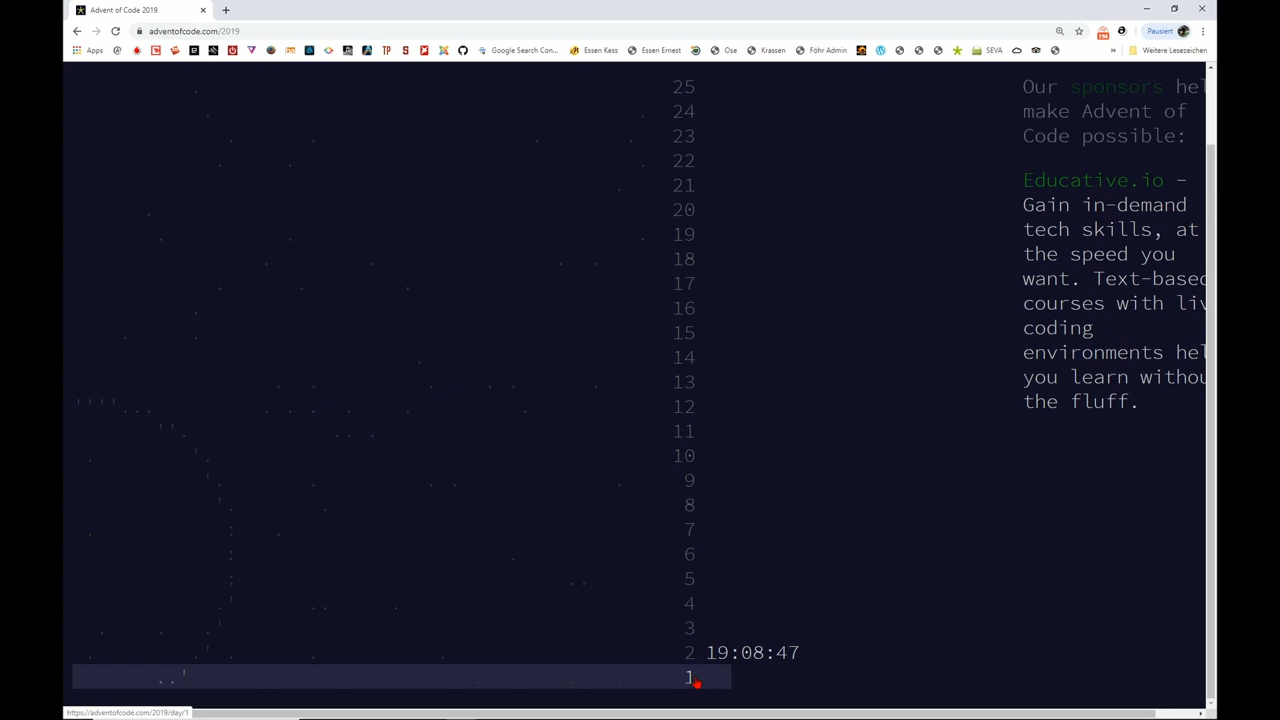 Advent of Code 2019
adventofcode.com/2019
Pausiert
Apps
Google Search Con...
Essen Kess
Essen Ernest
Ose
Krassen
Föhr Admin
SEVA
»
Weitere Lesezeichen
25
24
23
22
21
20
19
18
17
16
15
14
13
12
11
10
9
8
7
6
5
4
3
2 19:08:47
1
Our sponsors hel
make Advent of
Code possible:
Educative.io -
Gain in-demand
tech skills, at
the speed you
want. Text-based
courses with liv
coding
environments hel
you learn withou
the fluff.
https://adventofcode.com/2019/day/1